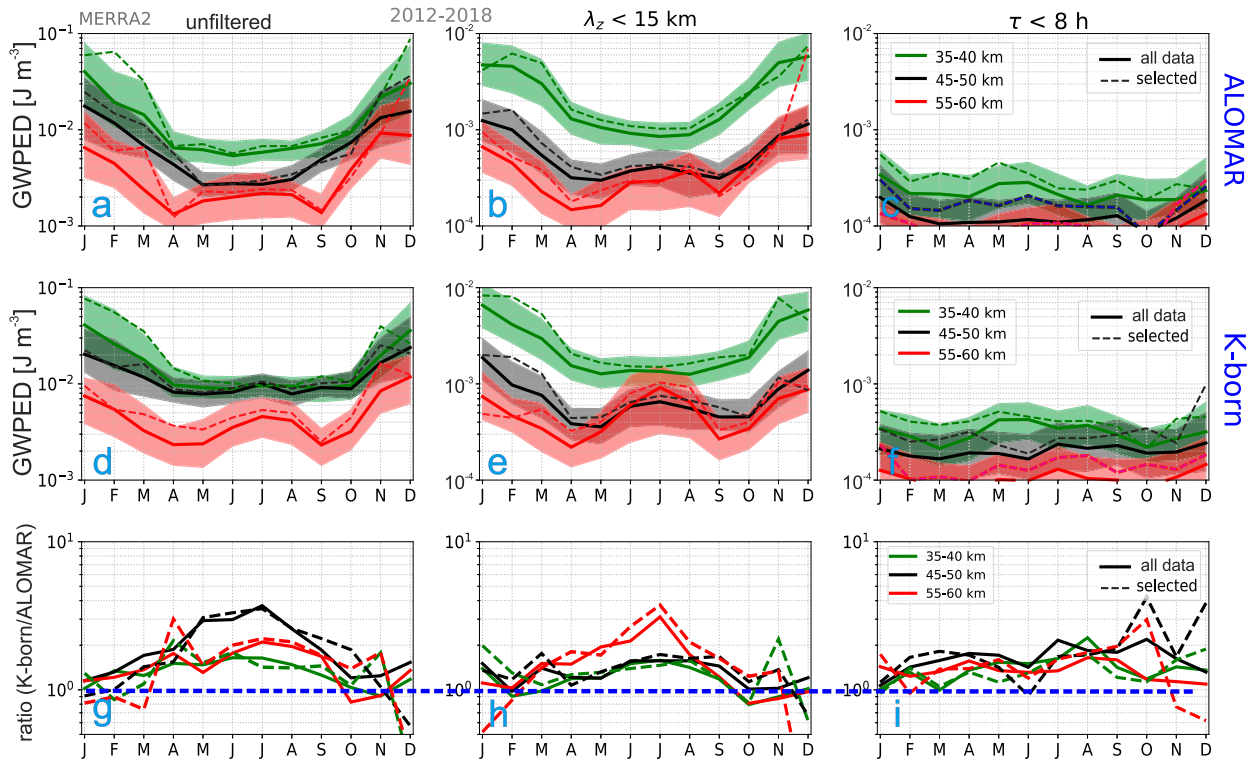 MERRA2 unfiltered 2012-2018 λz < 15 km τ < 8 h
GWPED [J m-3]
10-1
10-2
10-3
a
J F M A M J J A S O N D
10-2
10-3
10-4
b
J F M A M J J A S O N D
10-1
10-2
10-3
10-4
c
35-40 km
45-50 km
55-60 km
all data
selected
J F M A M J J A S O N D
ALOMAR
GWPED [J m-3]
10-1
10-2
10-3
d
J F M A M J J A S O N D
10-2
10-3
10-4
e
J F M A M J J A S O N D
10-2
10-3
10-4
f
35-40 km
45-50 km
55-60 km
all data
selected
J F M A M J J A S O N D
K-born
ratio (K-born/ALOMAR)
101
100
g
J F M A M J J A S O N D
101
100
h
J F M A M J J A S O N D
101
100
i
35-40 km
45-50 km
55-60 km
all data
selected
J F M A M J J A S O N D